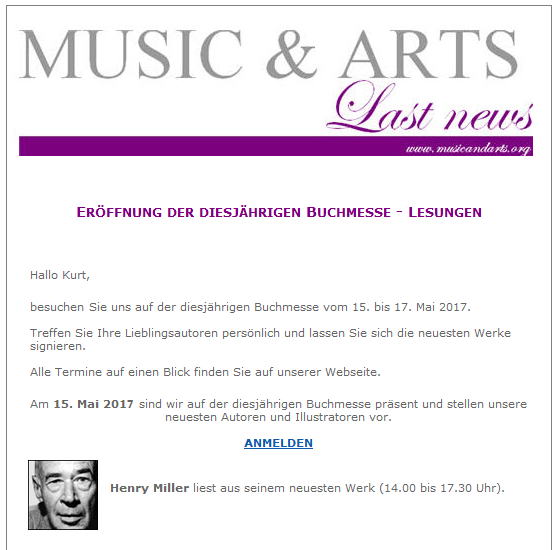 MUSIC & ARTS
Last news
www.musicandarts.org
ERÖFFNUNG DER DIESJÄHRIGEN BUCHMESSE - LESUNGEN
Hallo Kurt,
besuchen Sie uns auf der diesjährigen Buchmesse vom 15. bis 17. Mai 2017.
Treffen Sie Ihre Lieblingsautoren persönlich und lassen Sie sich die neuesten Werke
signieren.
Alle Termine auf einen Blick finden Sie auf unserer Webseite.
Am 15. Mai 2017 sind wir auf der diesjährigen Buchmesse präsent und stellen unsere
neuesten Autoren und Illustratoren vor.
ANMELDEN
Henry Miller liest aus seinem neuesten Werk (14.00 bis 17.30 Uhr).